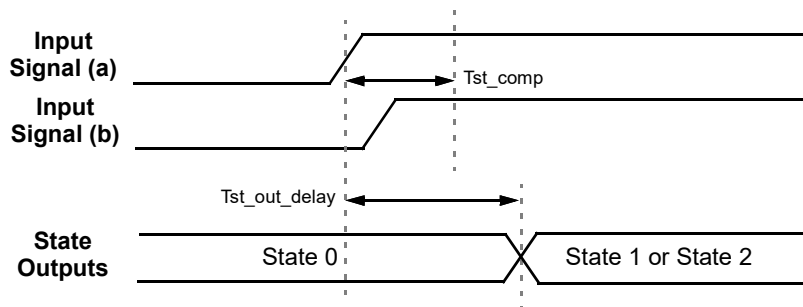 Input
Signal (a)
Tst_comp
Input
Signal (b)
Tst_out_delay
State
Outputs
State 0
State 1 or State 2